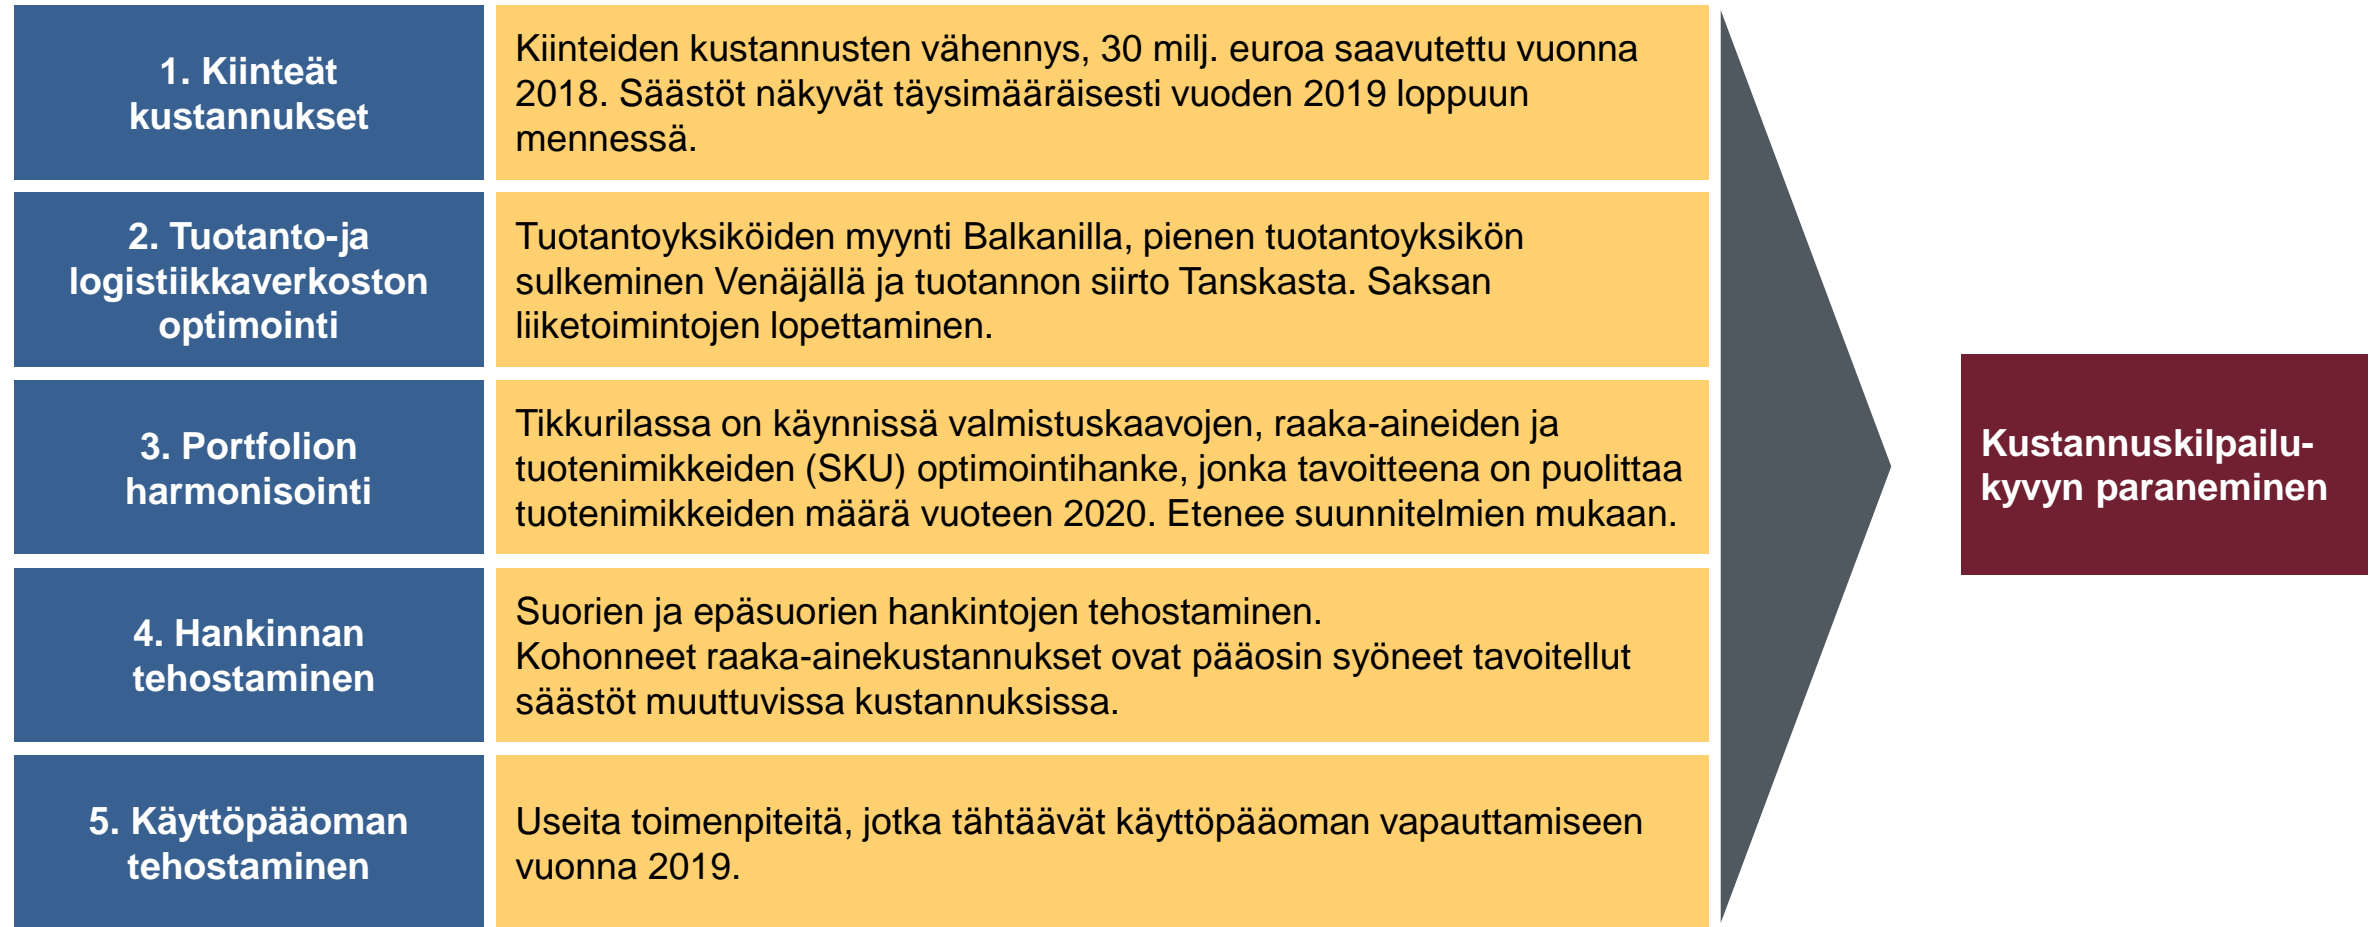 1. Kiinteät
kustannukset
Kiinteiden kustannusten vähennys, 30 milj. euroa saavutettu vuonna
2018. Säästöt näkyvät täysimääräisesti vuoden 2019 loppuun
mennessä.
2. Tuotanto-ja
logistiikkaverkoston
optimointi
Tuotantoyksiköiden myynti Balkanilla, pienen tuotantoyksikön
sulkeminen Venäjällä ja tuotannon siirto Tanskasta. Saksan
liiketoimintojen lopettaminen.
3. Portfolion
harmonisointi
Tikkurilassa on käynnissä valmistuskaavojen, raaka-aineiden ja
tuotenimikkeiden (SKU) optimointihanke, jonka tavoitteena on puolittaa
tuotenimikkeiden määrä vuoteen 2020. Etenee suunnitelmien mukaan.
4. Hankinnan
tehostaminen
Suorien ja epäsuorien hankintojen tehostaminen.
Kohonneet raaka-ainekustannukset ovat pääosin syöneet tavoitellut
säästöt muuttuvissa kustannuksissa.
5. Käyttöpääoman
tehostaminen
Useita toimenpiteitä, jotka tähtäävät käyttöpääoman vapauttamiseen
vuonna 2019.
Kustannuskilpailu-
kyvyn paraneminen